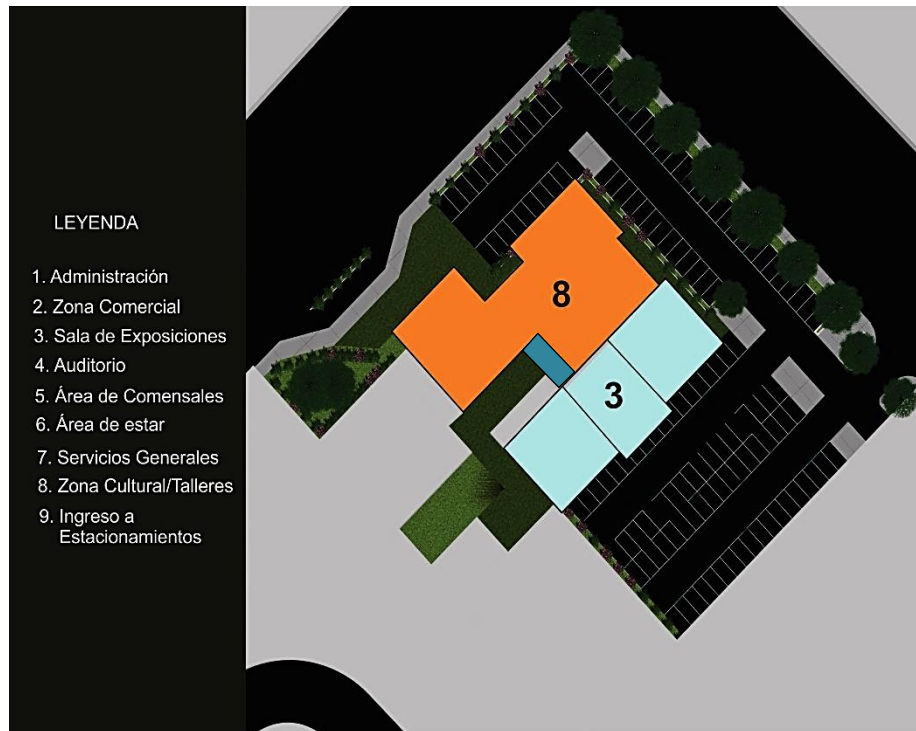 LEYENDA
1. Administración
2. Zona Comercial
3. Sala de Exposiciones
4. Auditorio
5. Área de Comensales
6. Área de estar
7. Servicios Generales
8. Zona Cultural/Talleres
9. Ingreso a
Estacionamientos
8
3